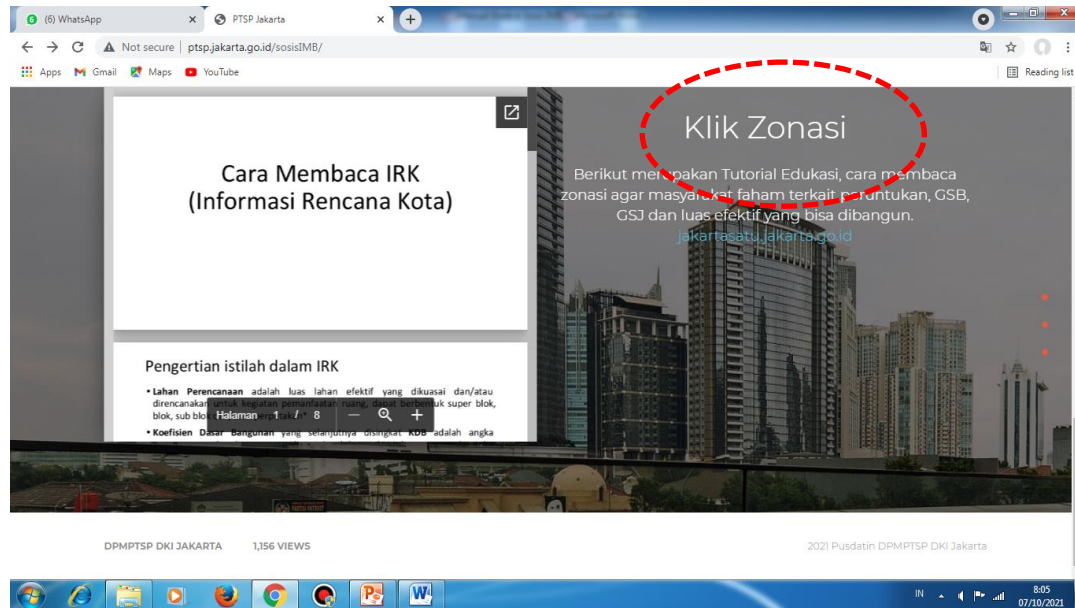 (6) WhatsApp
PTSP Jakarta
Not secure | ptsp.jakarta.go.id/sosisIMB/
Apps
Gmail
Maps
YouTube
Reading list
Cara Membaca IRK
(Informasi Rencana Kota)
Pengertian istilah dalam IRK
• Lahan Perencanaan adalah luas lahan efektif yang dikuasai dan/atau
direncanakan untuk kegiatan pemanfaatan ruang, dapat berbentuk super blok,
blok, sub blok
Halaman 1 / 8
• Koefisien Dasar Bangunan yang selanjutnya disingkat KDB adalah angka
Klik Zonasi
Berikut merupakan Tutorial Edukasi, cara membaca
zonasi agar masyarakat faham terkait peruntukan, GSB,
GSJ dan luas efektif yang bisa dibangun.
jakartasatu.jakarta.go.id
DPMPTSP DKI JAKARTA
1,156 VIEWS
2021 Pusdatin DPMPTSP DKI Jakarta
IN
8:05
07/10/2021